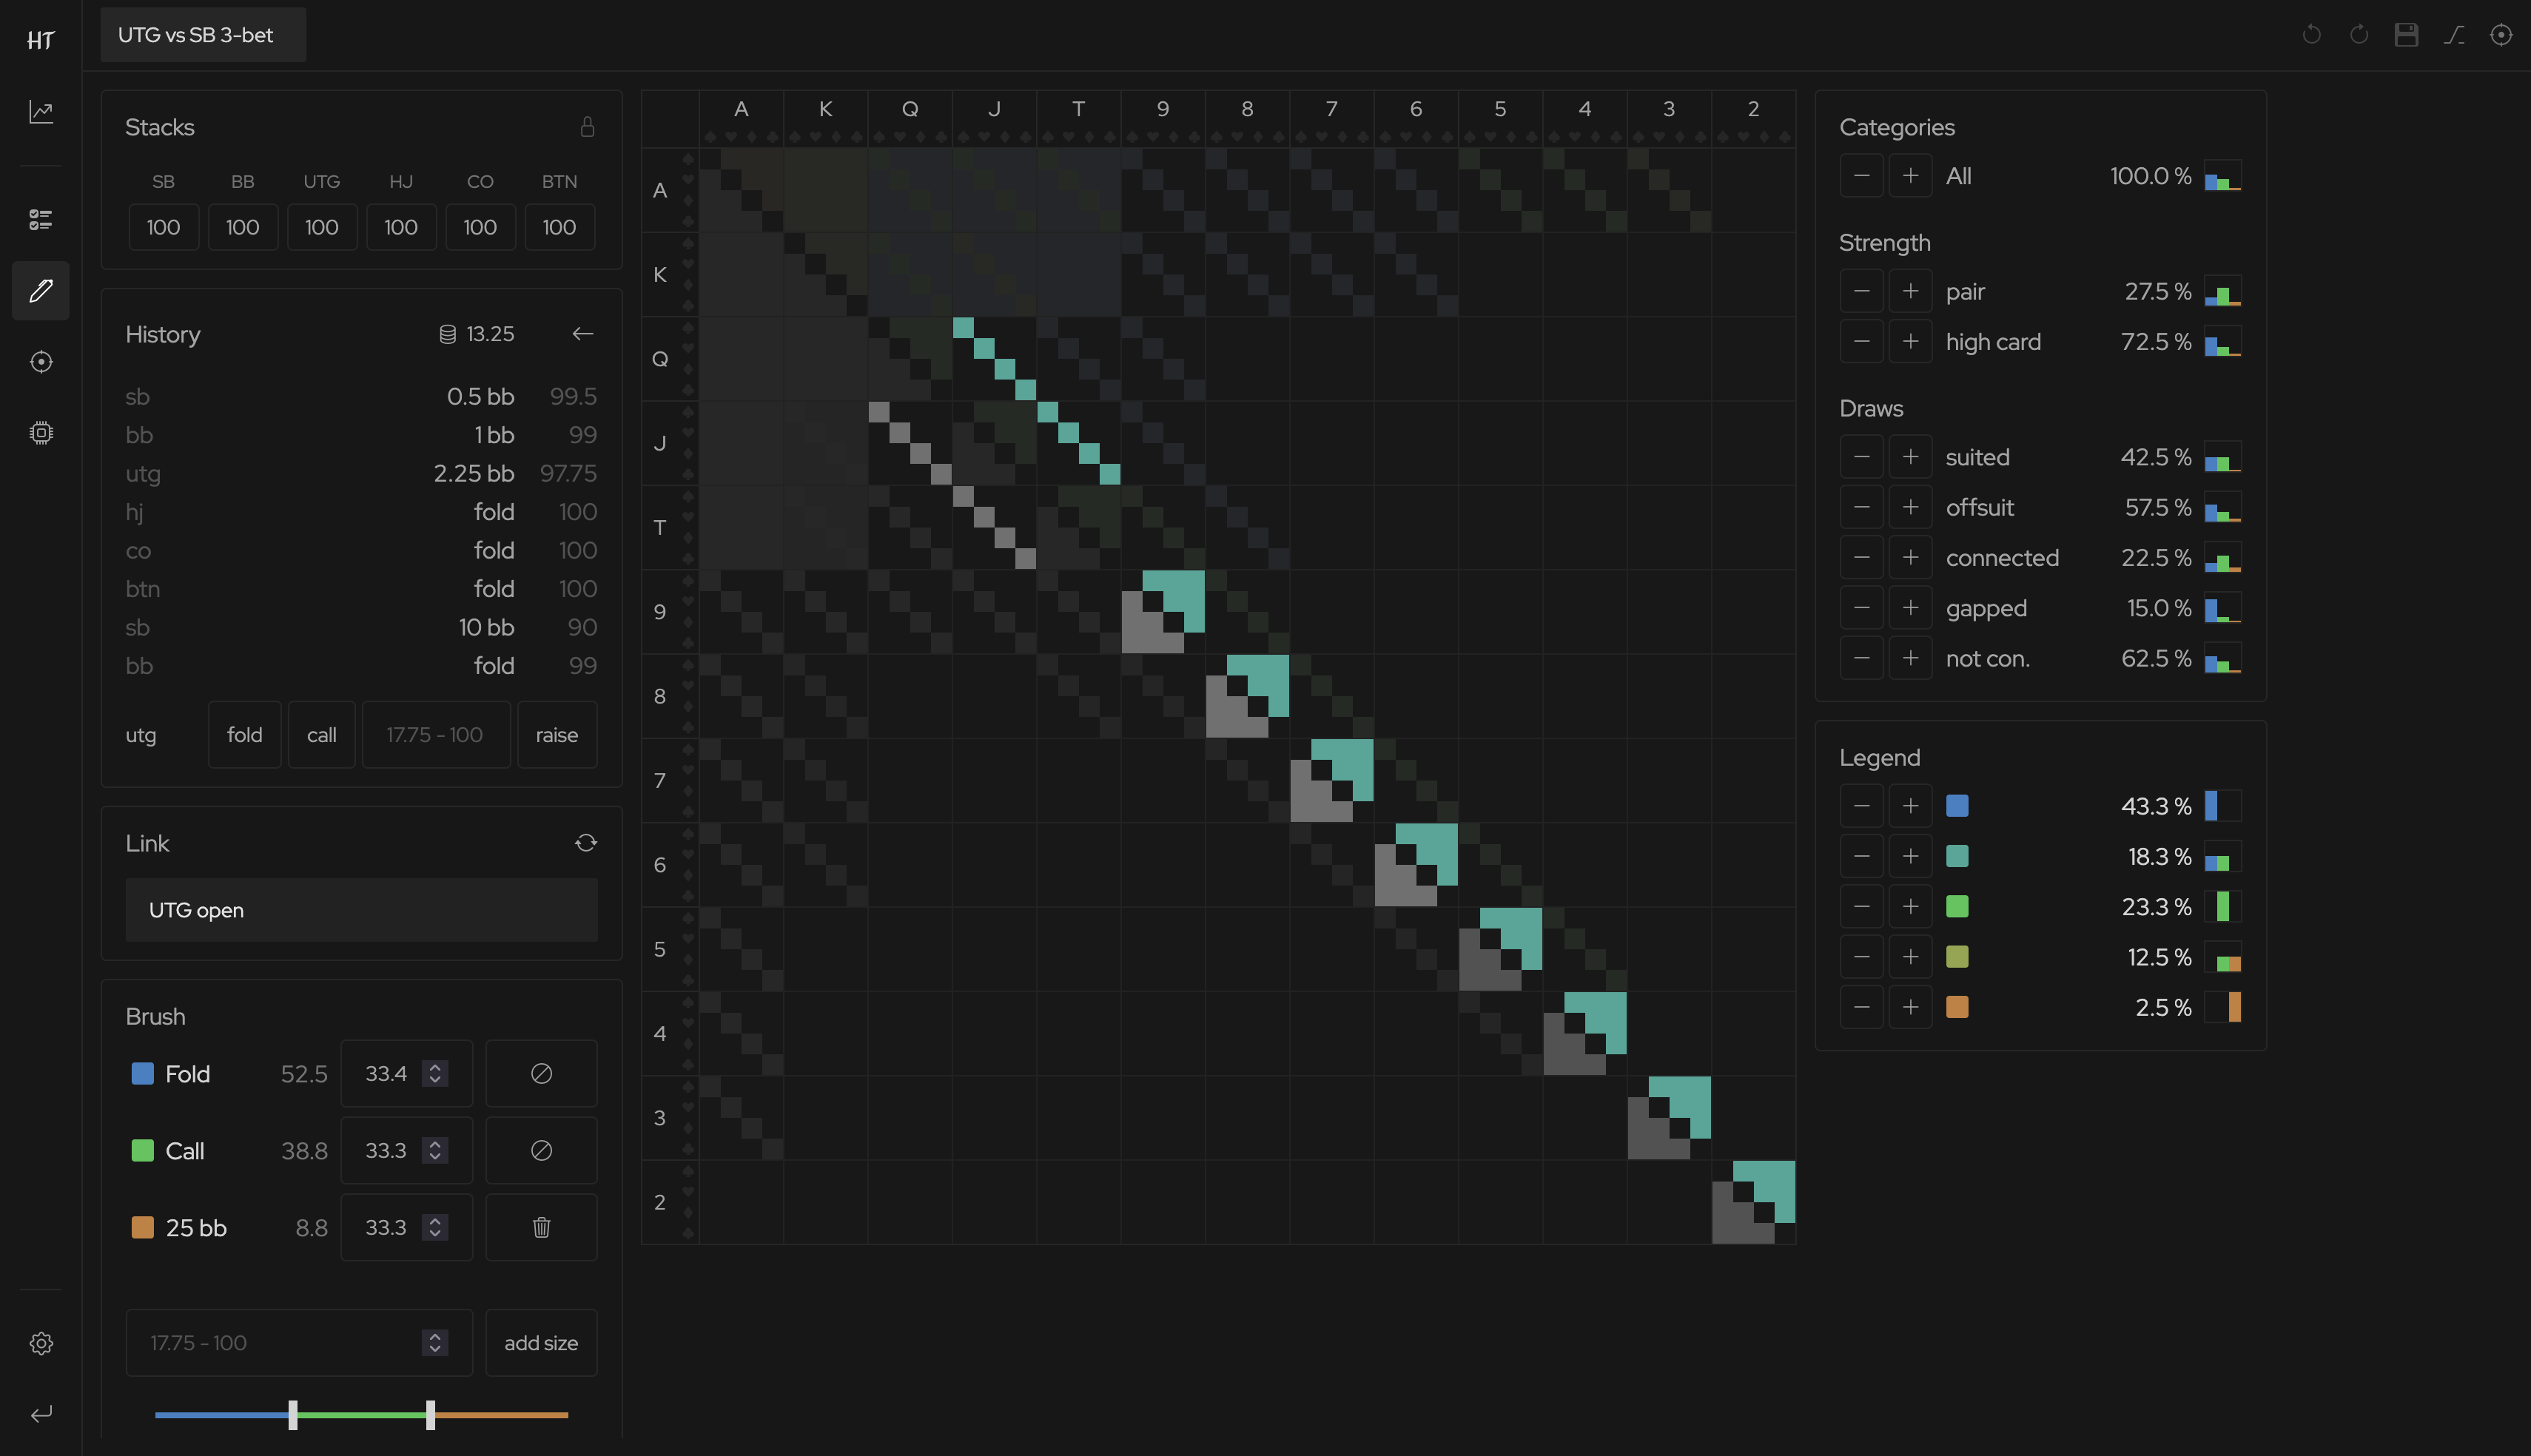 HT
UTG vs SB 3-bet
Stacks
SB BB UTG HJ CO BTN
100 100 100 100 100 100
History 13.25
sb 0.5 bb 99.5
bb 1 bb 99
utg 2.25 bb 97.75
hj fold 100
co fold 100
btn fold 100
sb 10 bb 90
bb fold 99
utg fold call 17.75 - 100 raise
Link
UTG open
Brush
Fold 52.5 33.4
Call 38.8 33.3
25 bb 8.8 33.3
17.75 - 100 add size
A K Q J T 9 8 7 6 5 4 3 2
A
K
Q
J
T
9
8
7
6
5
4
3
2
Categories
All 100.0 %
Strength
pair 27.5 %
high card 72.5 %
Draws
suited 42.5 %
offsuit 57.5 %
connected 22.5 %
gapped 15.0 %
not con. 62.5 %
Legend
43.3 %
18.3 %
23.3 %
12.5 %
2.5 %